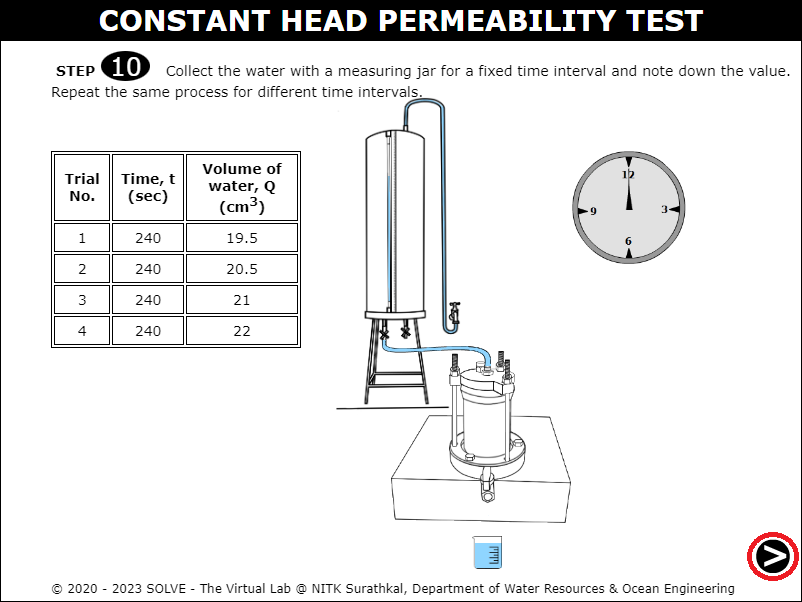 CONSTANT HEAD PERMEABILITY TEST
STEP 10 Collect the water with a measuring jar for a fixed time interval and note down the value.
Repeat the same process for different time intervals.
Trial No. Time, t (sec) Volume of water, Q (cm³)
1 240 19.5
2 240 20.5
3 240 21
4 240 22
12
9 3
6
>
© 2020 - 2023 SOLVE - The Virtual Lab @ NITK Surathkal, Department of Water Resources & Ocean Engineering